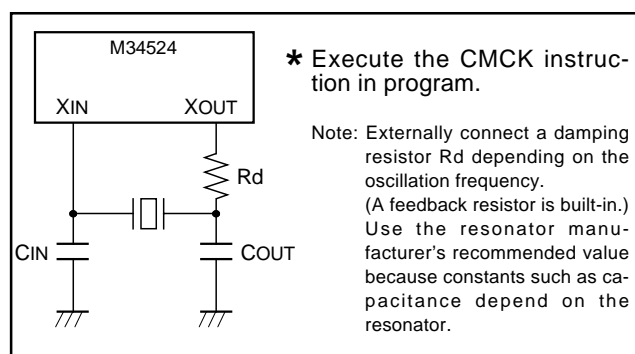 M34524
XIN
XOUT
Rd
CIN
COUT
* Execute the CMCK instruc-
tion in program.
Note: Externally connect a damping
resistor Rd depending on the
oscillation frequency.
(A feedback resistor is built-in.)
Use the resonator manu-
facturer's recommended value
because constants such as ca-
pacitance depend on the
resonator.